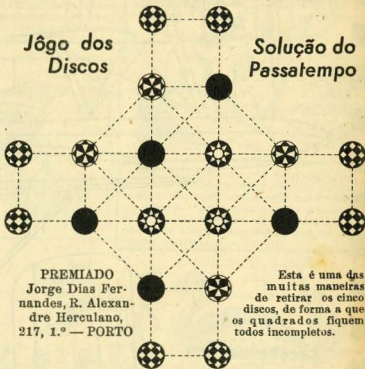 Jôgo dos
Discos
Solução do
Passatempo
PREMIADO
Jorge Dias Fer-
nandes, R. Alexan-
dre Herculano,
217, 1.º — PORTO
Esta é uma das
muitas maneiras
de retirar os cinco
discos, de forma a que
os quadrados fiquem
todos incompletos.